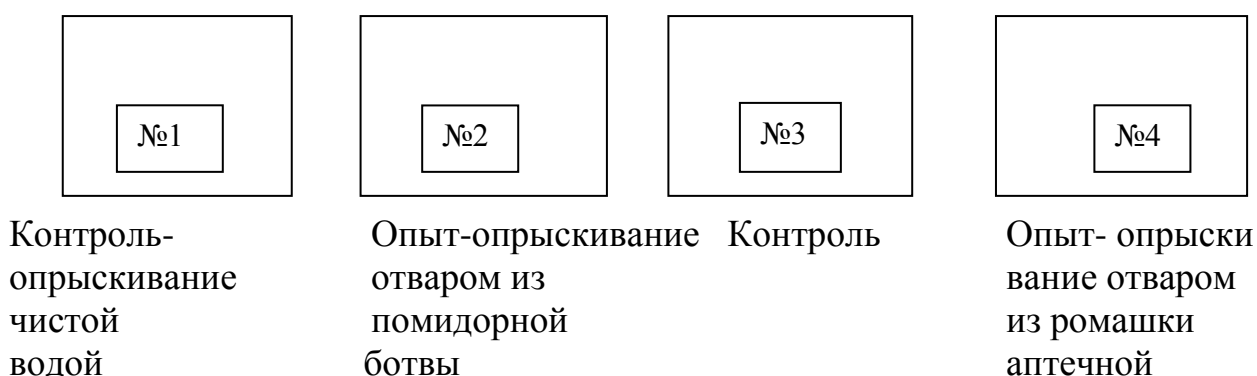 №1 №2 №3 №4
Контроль- Опыт-опрыскивание Контроль Опыт- опрыски
опрыскивание отваром из вание отваром
чистой помидорной из ромашки
водой ботвы аптечной